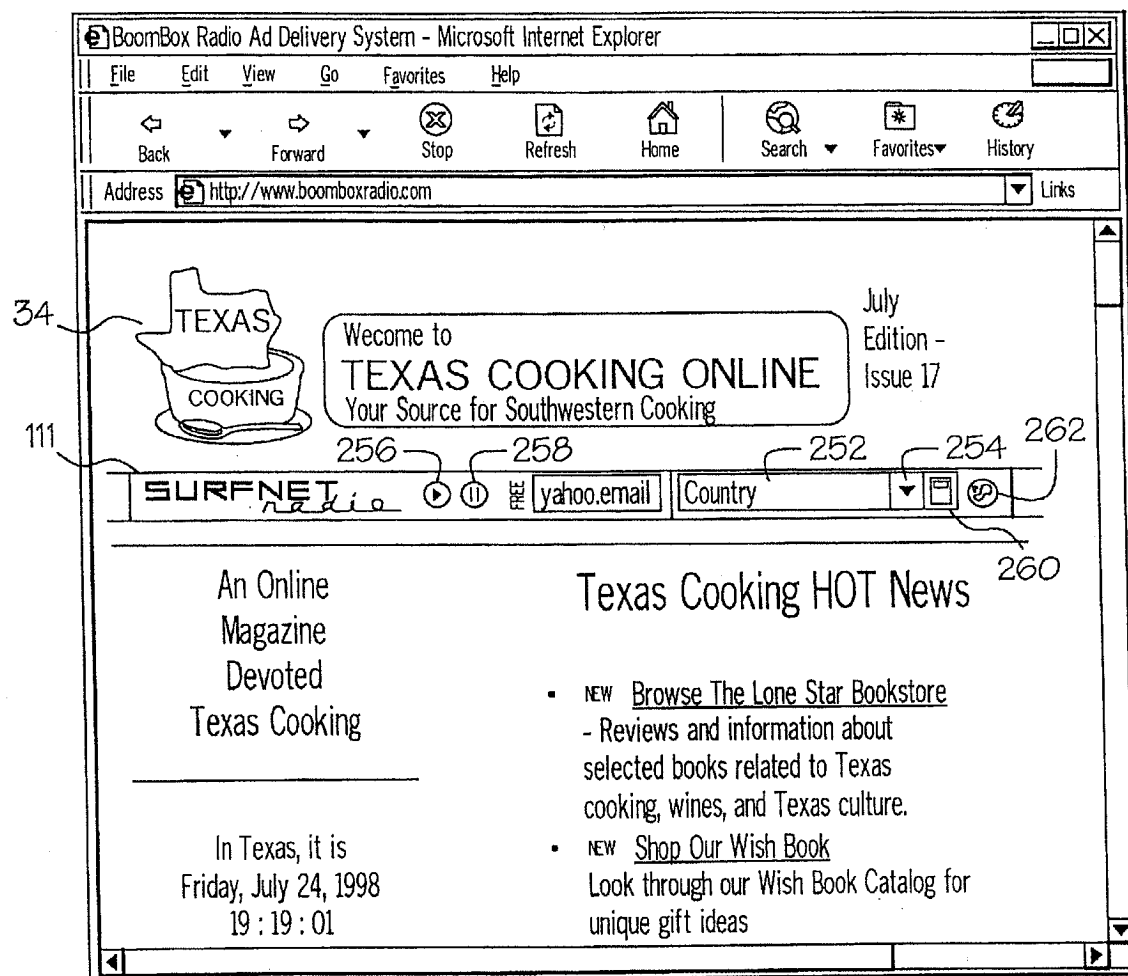 BoomBox Radio Ad Delivery System - Microsoft Internet Explorer
File Edit View Go Favorites Help
Back Forward Stop Refresh Home Search Favorites History
Address http://www.boomboxradio.com Links
34
TEXAS
COOKING
Wecome to
TEXAS COOKING ONLINE
Your Source for Southwestern Cooking
July
Edition -
Issue 17
111 256 258 252 254 262
SURFNET radio FREE yahoo.email Country
260
An Online
Magazine
Devoted
Texas Cooking
In Texas, it is
Friday, July 24, 1998
19 : 19 : 01
Texas Cooking HOT News
• NEW Browse The Lone Star Bookstore
- Reviews and information about
selected books related to Texas
cooking, wines, and Texas culture.
• NEW Shop Our Wish Book
Look through our Wish Book Catalog for
unique gift ideas